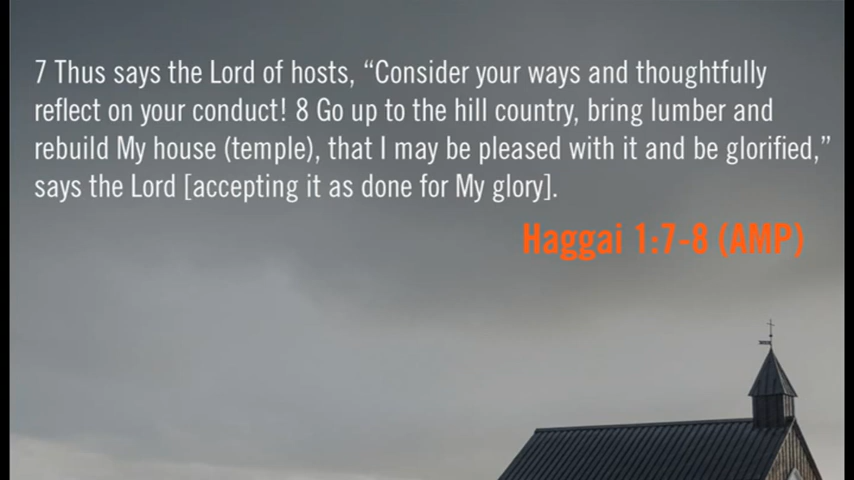 7 Thus says the Lord of hosts, “Consider your ways and thoughtfully
reflect on your conduct! 8 Go up to the hill country, bring lumber and
rebuild My house (temple), that I may be pleased with it and be glorified,”
says the Lord [accepting it as done for My glory].
Haggai 1:7-8 (AMP)